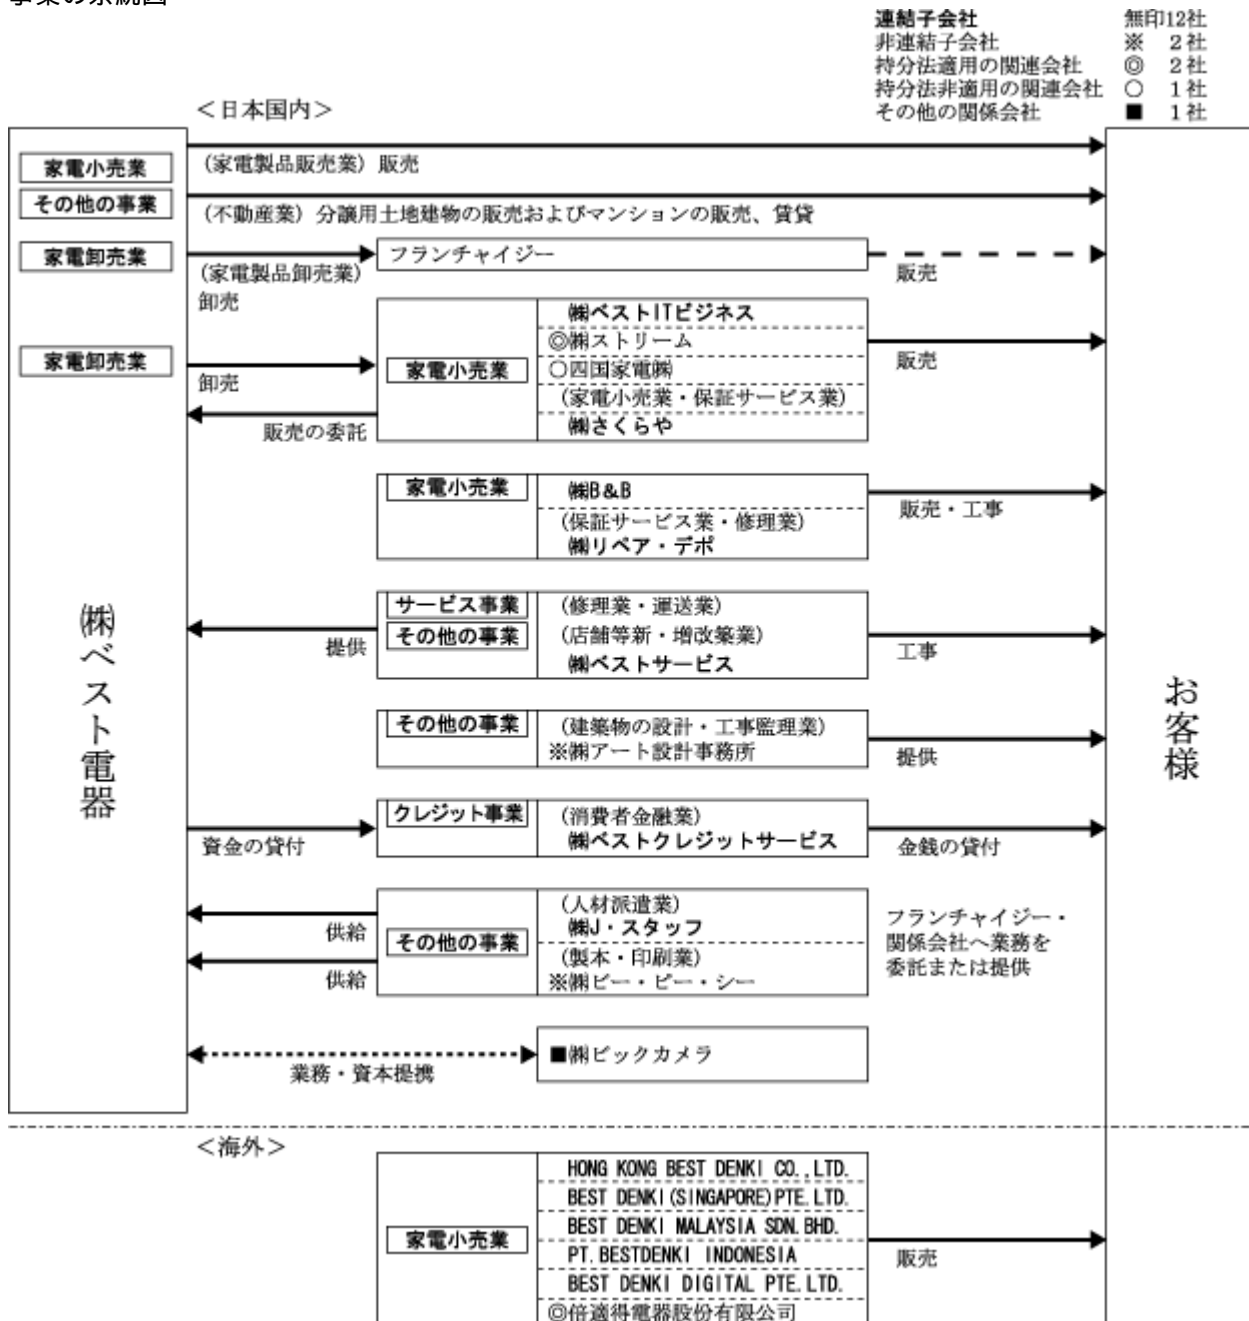 事業の系統図
連結子会社 無印12社
非連結子会社 ※ 2社
持分法適用の関連会社 ◎ 2社
持分法非適用の関連会社 ○ 1社
その他の関係会社 ■ 1社
＜日本国内＞
家電小売業
(家電製品販売業) 販売
その他の事業
(不動産業) 分譲用土地建物の販売およびマンションの販売、賃貸
家電卸売業
(家電製品卸売業)
卸売
フランチャイジー
販売
家電卸売業
卸売
販売の委託
家電小売業
㈱ベストITビジネス
◎㈱ストリーム
○四国家電㈱
(家電小売業・保証サービス業)
㈱さくらや
販売
家電小売業
㈱B&B
(保証サービス業・修理業)
㈱リペア・デポ
販売・工事
サービス事業
その他の事業
(修理業・運送業)
(店舗等新・増改築業)
㈱ベストサービス
提供
工事
その他の事業
(建築物の設計・工事監理業)
※㈱アート設計事務所
提供
クレジット事業
(消費者金融業)
㈱ベストクレジットサービス
資金の貸付
金銭の貸付
その他の事業
(人材派遣業)
㈱J・スタッフ
(製本・印刷業)
※㈱ビー・ピー・シー
供給
供給
フランチャイジー・
関係会社へ業務を
委託または提供
■㈱ビックカメラ
業務・資本提携
㈱ベスト電器
お客様
＜海外＞
家電小売業
HONG KONG BEST DENKI CO.,LTD.
BEST DENKI(SINGAPORE)PTE.LTD.
BEST DENKI MALAYSIA SDN.BHD.
PT.BESTDENKI INDONESIA
BEST DENKI DIGITAL PTE.LTD.
◎倍適得電器股份有限公司
販売